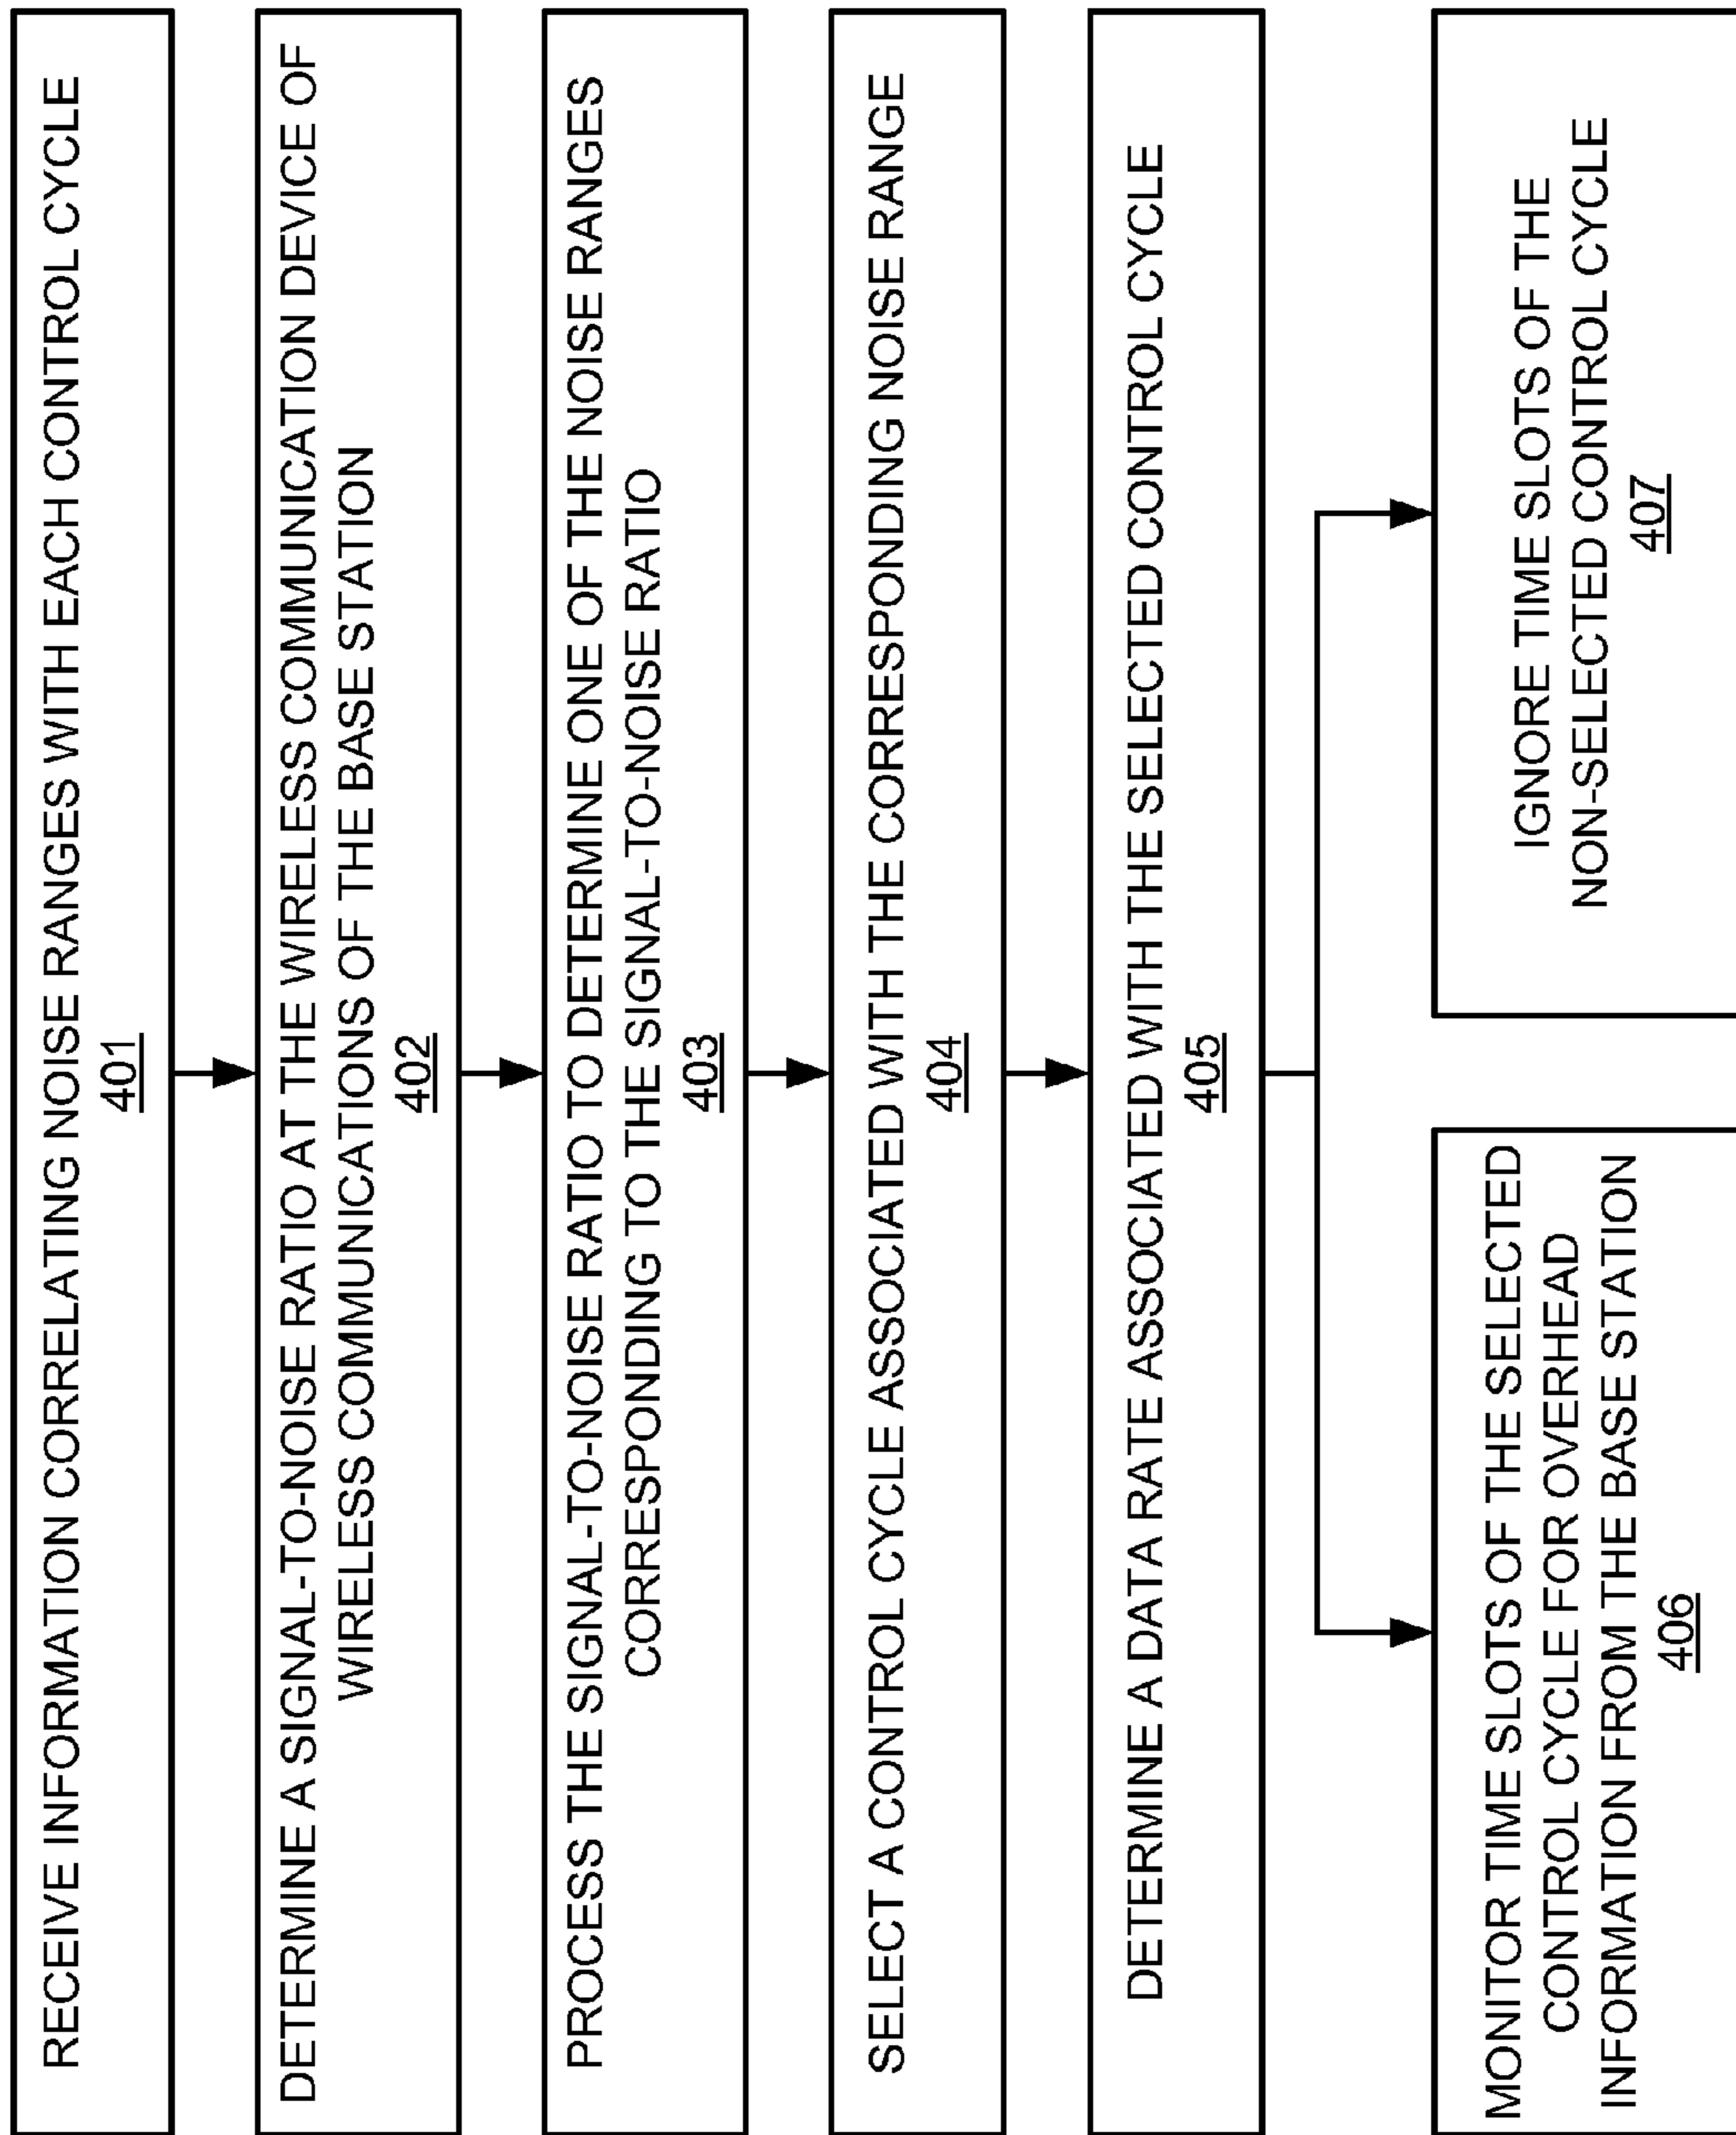 RECEIVE INFORMATION CORRELATING NOISE RANGES WITH EACH CONTROL CYCLE
401
DETERMINE A SIGNAL-TO-NOISE RATIO AT THE WIRELESS COMMUNICATION DEVICE OF
WIRELESS COMMUNICATIONS OF THE BASE STATION
402
PROCESS THE SIGNAL-TO-NOISE RATIO TO DETERMINE ONE OF THE NOISE RANGES
CORRESPONDING TO THE SIGNAL-TO-NOISE RATIO
403
SELECT A CONTROL CYCLE ASSOCIATED WITH THE CORRESPONDING NOISE RANGE
404
DETERMINE A DATA RATE ASSOCIATED WITH THE SELECTED CONTROL CYCLE
405
MONITOR TIME SLOTS OF THE SELECTED
CONTROL CYCLE FOR OVERHEAD
INFORMATION FROM THE BASE STATION
406
IGNORE TIME SLOTS OF THE
NON-SELECTED CONTROL CYCLE
407